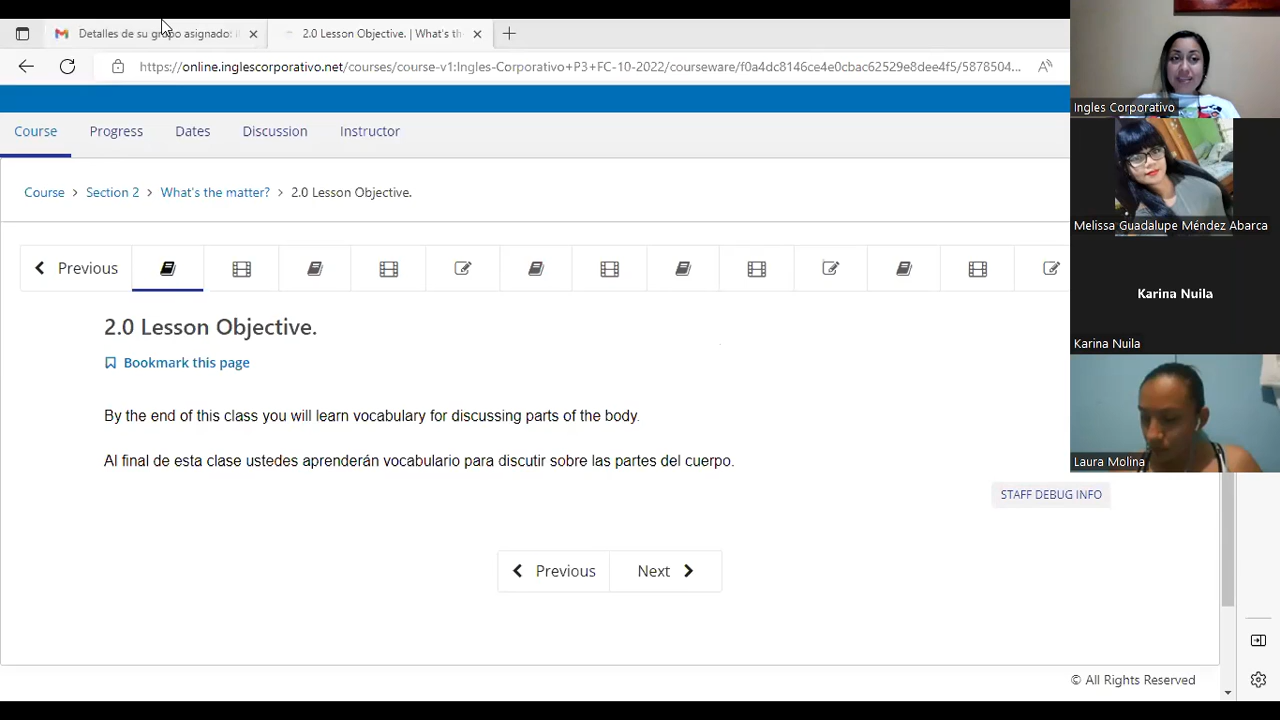 Detalles de su grupo asignado: i
2.0 Lesson Objective. | What's th
https://online.inglescorporativo.net/courses/course-v1:Ingles-Corporativo+P3+FC-10-2022/courseware/f0a4dc8146ce4e0cbac62529e8dee4f5/5878504...
Course
Progress
Dates
Discussion
Instructor
Course > Section 2 > What's the matter? > 2.0 Lesson Objective.
Previous
2.0 Lesson Objective.
Bookmark this page
By the end of this class you will learn vocabulary for discussing parts of the body.
Al final de esta clase ustedes aprenderán vocabulario para discutir sobre las partes del cuerpo.
STAFF DEBUG INFO
Previous
Next
© All Rights Reserved
Ingles Corporativo
Melissa Guadalupe Méndez Abarca
Karina Nuila
Karina Nuila
Laura Molina